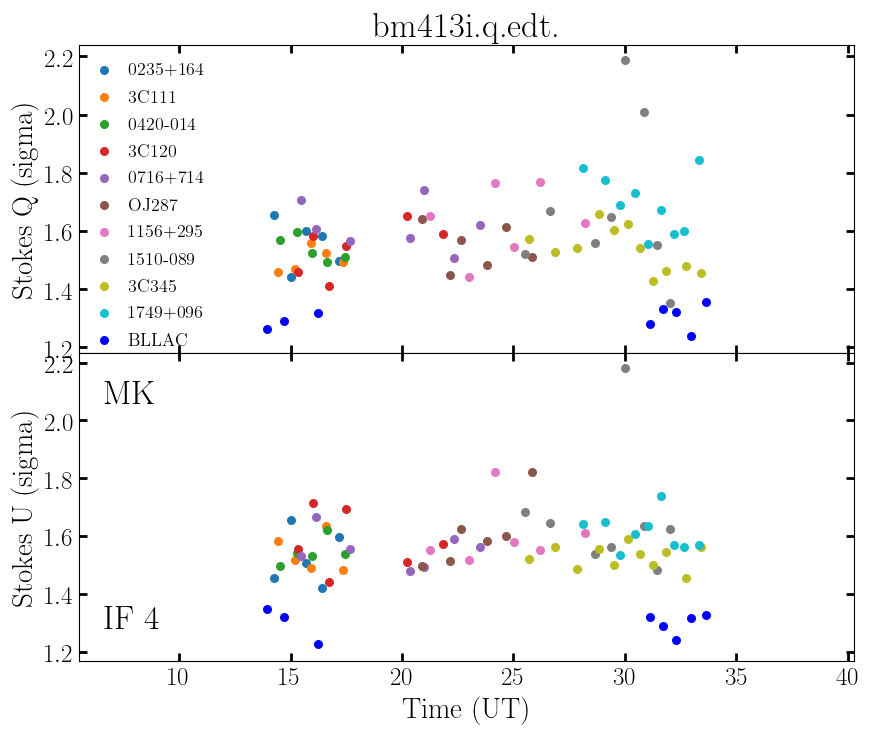 bm413i.q.edt.
Stokes Q (sigma)
2.2
2.0
1.8
1.6
1.4
1.2
0235+164
3C111
0420-014
3C120
0716+714
OJ287
1156+295
1510-089
3C345
1749+096
BLLAC
Stokes U (sigma)
2.2
2.0
1.8
1.6
1.4
1.2
MK
IF 4
10 15 20 25 30 35 40
Time (UT)